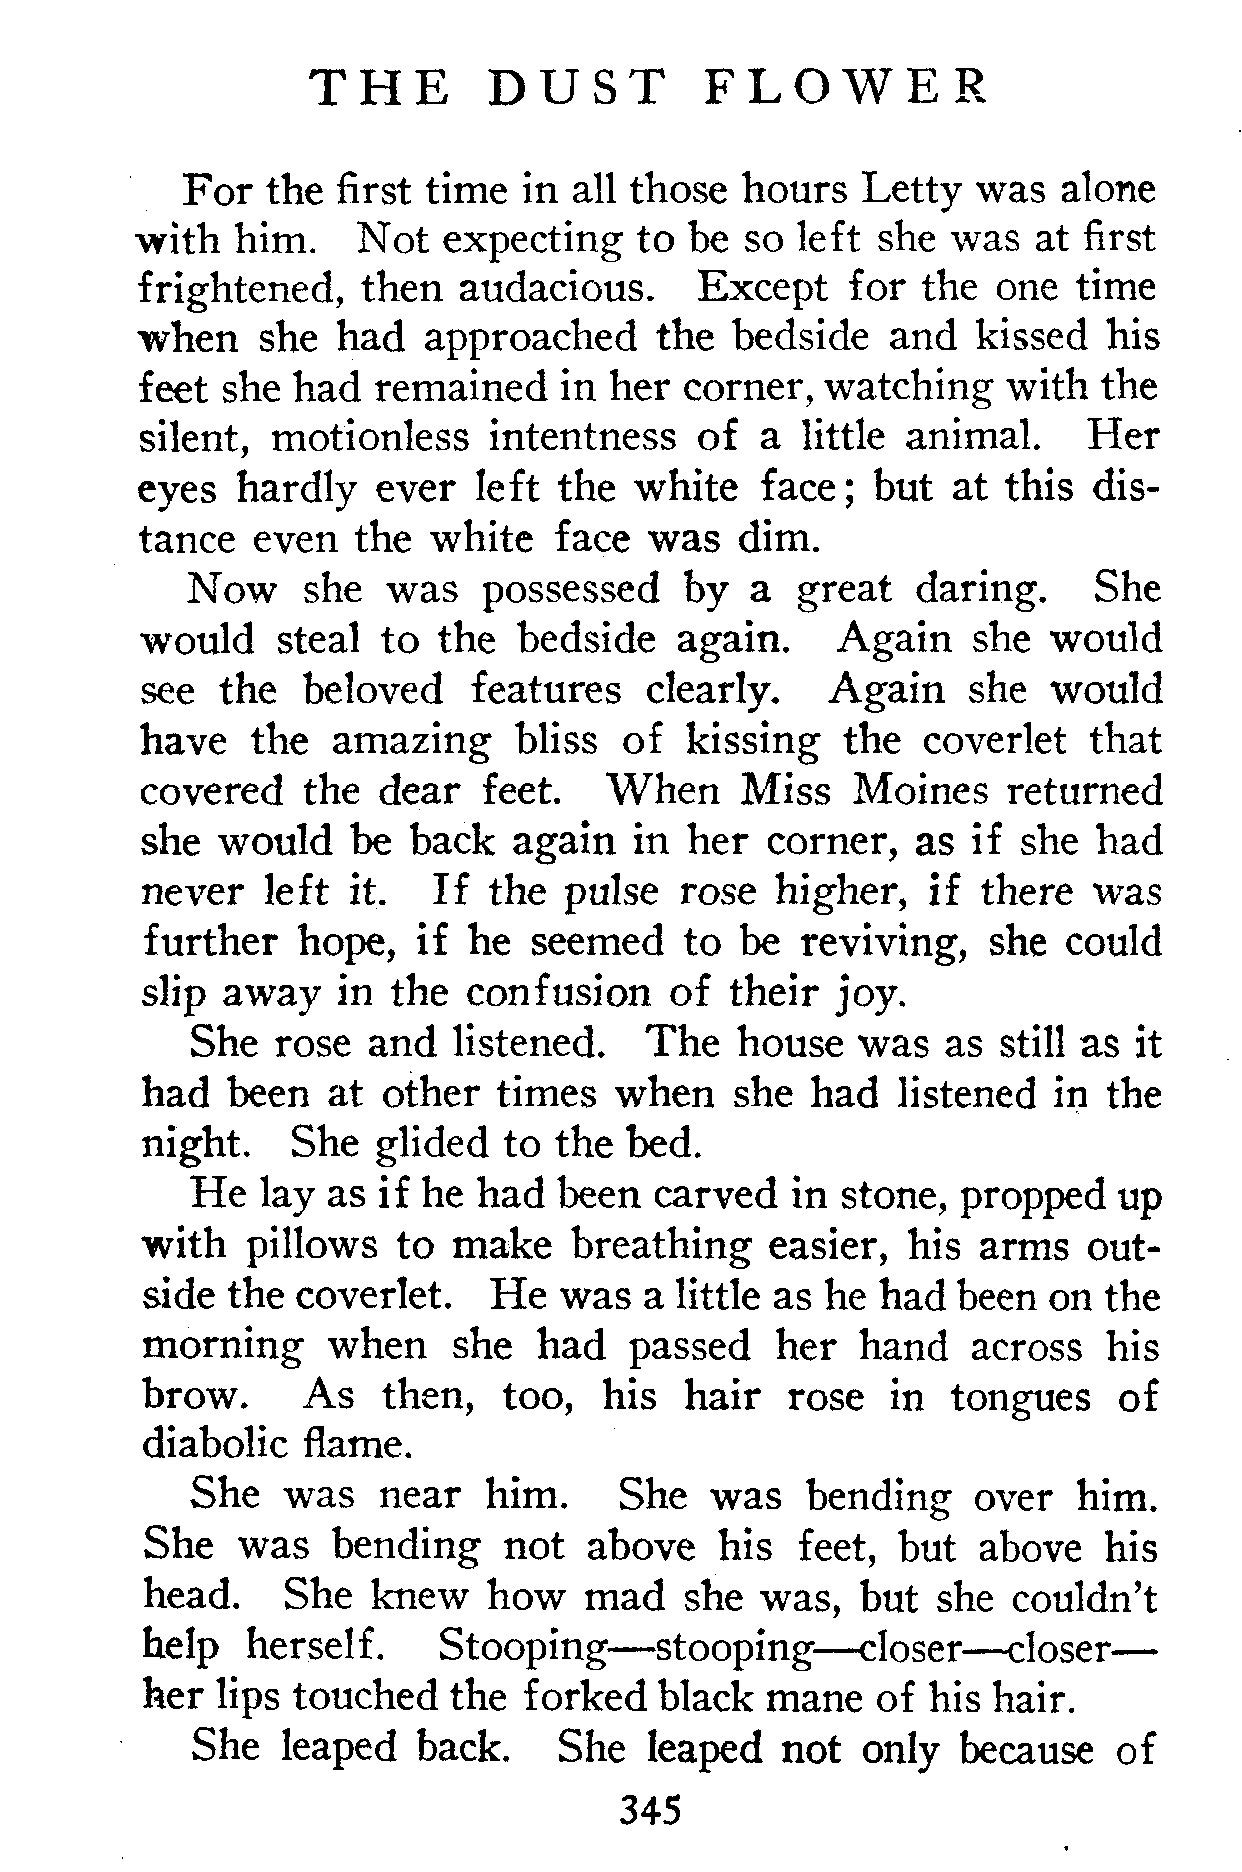 THE DUST FLOWER
For the first time in all those hours Letty was alone
with him. Not expecting to be so left she was at first
frightened, then audacious. Except for the one time
when she had approached the bedside and kissed his
feet she had remained in her corner, watching with the
silent, motionless intentness of a little animal. Her
eyes hardly ever left the white face; but at this dis-
tance even the white face was dim.
Now she was possessed by a great daring. She
would steal to the bedside again. Again she would
see the beloved features clearly. Again she would
have the amazing bliss of kissing the coverlet that
covered the dear feet. When Miss Moines returned
she would be back again in her corner, as if she had
never left it. If the pulse rose higher, if there was
further hope, if he seemed to be reviving, she could
slip away in the confusion of their joy.
She rose and listened. The house was as still as it
had been at other times when she had listened in the
night. She glided to the bed.
He lay as if he had been carved in stone, propped up
with pillows to make breathing easier, his arms out-
side the coverlet. He was a little as he had been on the
morning when she had passed her hand across his
brow. As then, too, his hair rose in tongues of
diabolic flame.
She was near him. She was bending over him.
She was bending not above his feet, but above his
head. She knew how mad she was, but she couldn't
help herself. Stooping—stooping—closer—closer—
her lips touched the forked black mane of his hair.
She leaped back. She leaped not only because of
345